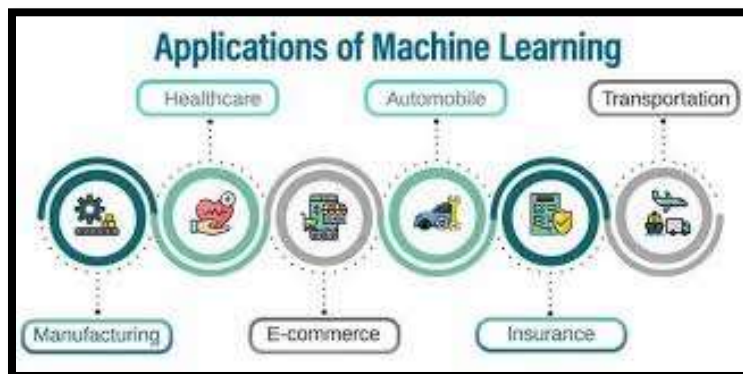 Applications of Machine Learning
Healthcare
Automobile
Transportation
Manufacturing
E-commerce
Insurance